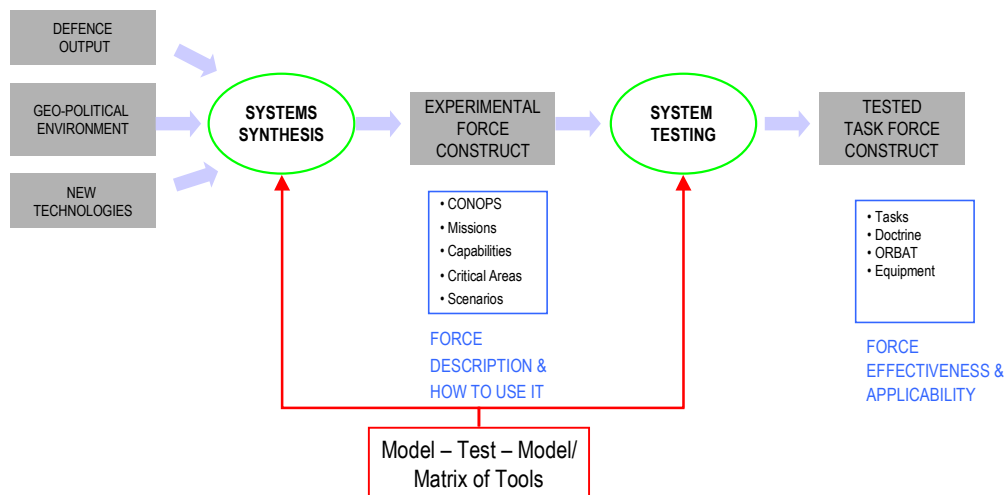 DEFENCE
OUTPUT
GEO-POLITICAL
ENVIRONMENT
NEW
TECHNOLOGIES
SYSTEMS
SYNTHESIS
EXPERIMENTAL
FORCE
CONSTRUCT
SYSTEM
TESTING
TESTED
TASK FORCE
CONSTRUCT
• CONOPS
• Missions
• Capabilities
• Critical Areas
• Scenarios
FORCE
DESCRIPTION &
HOW TO USE IT
• Tasks
• Doctrine
• ORBAT
• Equipment
FORCE
EFFECTIVENESS &
APPLICABILITY
Model – Test – Model/
Matrix of Tools